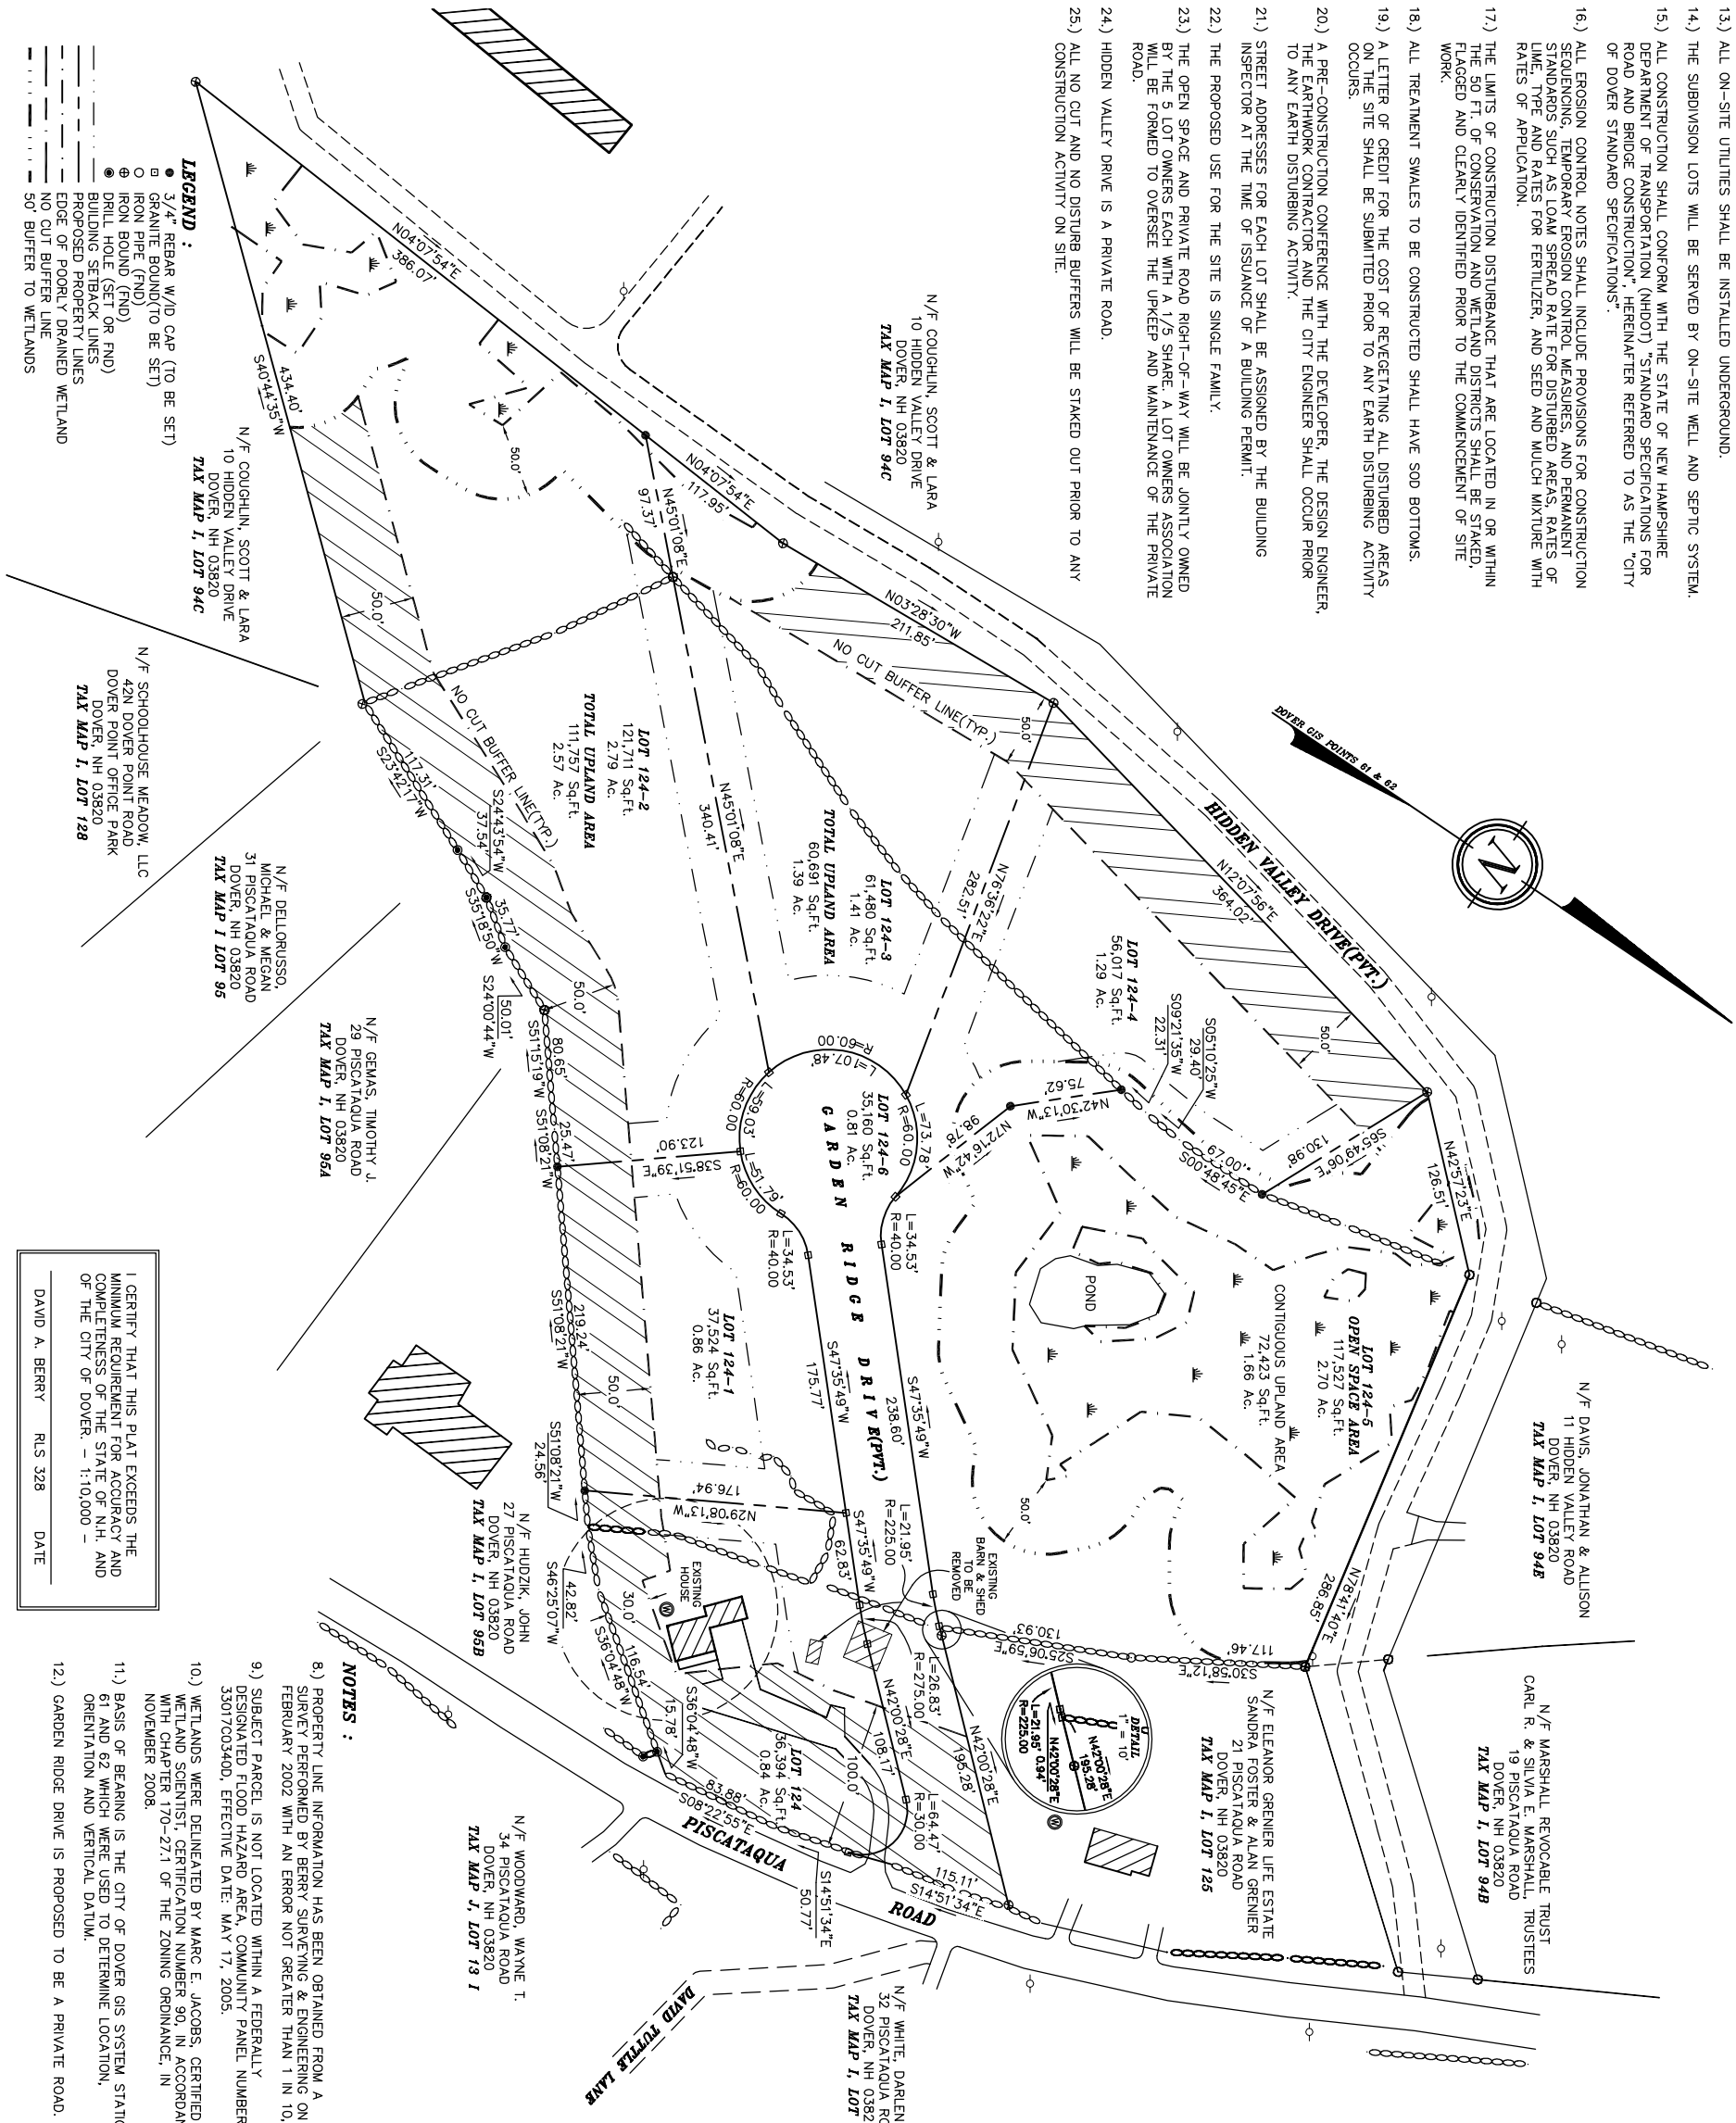 13.) ALL ON-SITE UTILITIES SHALL BE INSTALLED UNDERGROUND.
14.) THE SUBDIVISION LOTS WILL BE SERVED BY ON-SITE WELL AND SEPTIC SYSTEM.
15.) ALL CONSTRUCTION SHALL CONFORM WITH THE STATE OF NEW HAMPSHIRE
DEPARTMENT OF TRANSPORTATION (NHDOT) "STANDARD SPECIFICATIONS FOR
ROAD AND BRIDGE CONSTRUCTION", HEREINAFTER REFERRED TO AS THE "CITY
OF DOVER STANDARD SPECIFICATIONS".
16.) ALL EROSION CONTROL NOTES SHALL INCLUDE PROVISIONS FOR CONSTRUCTION
SEQUENCING, TEMPORARY EROSION CONTROL MEASURES, AND PERMANENT
STANDARDS SUCH AS LOAM SPREAD RATE FOR DISTURBED AREAS, RATES OF
LIME, TYPE AND RATES FOR FERTILIZER, AND SEED AND MULCH MIXTURE WITH
RATES OF APPLICATION.
17.) THE LIMITS OF CONSTRUCTION DISTURBANCE THAT ARE LOCATED IN OR WITHIN
THE 50 FT. OF CONSERVATION AND WETLAND DISTRICTS SHALL BE STAKED,
FLAGGED AND CLEARLY IDENTIFIED PRIOR TO THE COMMENCEMENT OF SITE
WORK.
18.) ALL TREATMENT SWALES TO BE CONSTRUCTED SHALL HAVE SOD BOTTOMS.
19.) A LETTER OF CREDIT FOR THE COST OF REVEGETATING ALL DISTURBED AREAS
ON THE SITE SHALL BE SUBMITTED PRIOR TO ANY EARTH DISTURBING ACTIVITY
OCCURS.
20.) A PRE-CONSTRUCTION CONFERENCE WITH THE DEVELOPER, THE DESIGN ENGINEER,
THE EARTHWORK CONTRACTOR AND THE CITY ENGINEER SHALL OCCUR PRIOR
TO ANY EARTH DISTURBING ACTIVITY.
21.) STREET ADDRESSES FOR EACH LOT SHALL BE ASSIGNED BY THE BUILDING
INSPECTOR AT THE TIME OF ISSUANCE OF A BUILDING PERMIT.
22.) THE PROPOSED USE FOR THE SITE IS SINGLE FAMILY.
23.) THE OPEN SPACE AND PRIVATE ROAD RIGHT-OF-WAY WILL BE JOINTLY OWNED
BY THE 5 LOT OWNERS EACH WITH A 1/5 SHARE. A LOT OWNERS ASSOCIATION
WILL BE FORMED TO OVERSEE THE UPKEEP AND MAINTENANCE OF THE PRIVATE
ROAD.
24.) HIDDEN VALLEY DRIVE IS A PRIVATE ROAD.
25.) ALL NO CUT AND NO DISTURB BUFFERS WILL BE STAKED OUT PRIOR TO ANY
CONSTRUCTION ACTIVITY ON SITE.
DOVER GIS POINTS 61 & 62
N
HIDDEN VALLEY DRIVE(PVT.)
N/F DAVIS, JONATHAN & ALLISON
11 HIDDEN VALLEY ROAD
DOVER, NH 03820
TAX MAP I, LOT 94E
N/F MARSHALL REVOCABLE TRUST
CARL R. & SILVIA E. MARSHALL, TRUSTEES
19 PISCATAQUA ROAD
DOVER, NH 03820
TAX MAP I, LOT 94B
N/F ELEANOR GRENIER LIFE ESTATE
SANDRA FOSTER & ALAN GRENIER
21 PISCATAQUA ROAD
DOVER, NH 03820
TAX MAP I, LOT 125
N/F COUGHLIN, SCOTT & LARA
10 HIDDEN VALLEY DRIVE
DOVER, NH 03820
TAX MAP I, LOT 94C
N04°07'54"E
386.07'
N04°07'54"E
117.95'
N45°01'08"E
97.37'
N03°28'30"W
211.85'
NO CUT BUFFER LINE(TYP.)
50.0'
50.0'
N12°07'56"E
364.02'
50.0'
N42°57'23"E
126.51'
N78°41'40"E
286.85'
N76°36'22"E
282.51'
LOT 124-4
56,017 Sq.Ft.
1.29 Ac.
S05°10'25"W
29.40'
S09°21'35"W
22.31'
S65°49'06"E
130.98'
67.00'
S00°48'45"E
75.62'
N42°30'13"W
98.78'
N72°16'42"W
LOT 124-5
OPEN SPACE AREA
117,527 Sq.Ft.
2.70 Ac.
CONTIGUOUS UPLAND AREA
72,423 Sq.Ft.
1.66 Ac.
POND
50.0'
LOT 124-3
61,480 Sq.Ft.
1.41 Ac.
TOTAL UPLAND AREA
60,691 Sq.Ft.
1.39 Ac.
N45°01'08"E
340.41'
LOT 124-2
121,711 Sq.Ft.
2.79 Ac.
TOTAL UPLAND AREA
111,757 Sq.Ft.
2.57 Ac.
R=60.00
L=107.48'
L=73.78'
R=60.00
L=59.03'
R=60.00
L=51.79'
R=60.00
L=34.53'
R=40.00
L=34.53'
R=40.00
LOT 124-6
35,160 Sq.Ft.
0.81 Ac.
GARDEN RIDGE DRIVE(PVT.)
S47°35'49"W
238.60'
S47°35'49"W
175.77'
S47°35'49"W
62.83'
L=21.95'
R=225.00
EXISTING
BARN & SHED
TO BE
REMOVED
130.93'
S25°06'59"E
117.46'
S30°58'12"E
L=26.83'
R=275.00
N42°00'28"E
195.28'
N42°00'28"E
108.17'
L=64.47'
R=30.00
115.11'
S14°51'34"E
S14°51'34"E
50.77'
DETAIL
1" = 10'
N42°00'28"E
195.28'
N42°00'28"E
0.94'
L=21.95'
R=225.00
W
LOT 124-1
37,524 Sq.Ft.
0.86 Ac.
123.90'
S38°51'39"E
176.94'
N29°08'13"W
EXISTING
HOUSE
W
LOT 124
36,394 Sq.Ft.
0.84 Ac.
100.0'
83.88'
S08°22'55"E
S36°04'48"W
15.78'
116.54'
S36°04'48"W
30.0'
42.82'
S46°25'07"W
S51°08'21"W
24.56'
219.24'
S51°08'21"W
50.0'
25.47'
S51°08'21"W
80.65'
S51°15'19"W
50.0'
50.01'
S24°00'44"W
35.77'
S35°18'50"W
S24°43'54"W
37.54'
117.31'
S23°42'17"W
NO CUT BUFFER LINE(TYP.)
50.0'
434.40'
S40°44'35"W
PISCATAQUA ROAD
DAVID TUTTLE LANE
N/F WHITE, DARLEN
32 PISCATAQUA RO
DOVER, NH 0382
TAX MAP I, LOT
N/F WOODWARD, WAYNE T.
34 PISCATAQUA ROAD
DOVER, NH 03820
TAX MAP J, LOT 13 I
N/F HUDZIK, JOHN
27 PISCATAQUA ROAD
DOVER, NH 03820
TAX MAP I, LOT 95B
N/F GEMAS, TIMOTHY J.
29 PISCATAQUA ROAD
DOVER, NH 03820
TAX MAP I, LOT 95A
N/F DELLORUSSO,
MICHAEL & MEGAN
31 PISCATAQUA ROAD
DOVER, NH 03820
TAX MAP I LOT 95
N/F SCHOOLHOUSE MEADOW, LLC
42N DOVER POINT ROAD
DOVER POINT OFFICE PARK
DOVER, NH 03820
TAX MAP I, LOT 128
N/F COUGHLIN, SCOTT & LARA
10 HIDDEN VALLEY DRIVE
DOVER, NH 03820
TAX MAP I, LOT 94C
LEGEND :
3/4" REBAR W/ID CAP (TO BE SET)
GRANITE BOUND(TO BE SET)
IRON PIPE (FND)
IRON BOUND (FND)
DRILL HOLE (SET OR FND)
BUILDING SETBACK LINES
PROPOSED PROPERTY LINES
EDGE OF POORLY DRAINED WETLAND
NO CUT BUFFER LINE
50' BUFFER TO WETLANDS
I CERTIFY THAT THIS PLAT EXCEEDS THE
MINIMUM REQUIREMENT FOR ACCURACY AND
COMPLETENESS OF THE STATE OF N.H. AND
OF THE CITY OF DOVER. - 1:10,000 -
DAVID A. BERRY RLS 328 DATE
NOTES :
8.) PROPERTY LINE INFORMATION HAS BEEN OBTAINED FROM A
SURVEY PERFORMED BY BERRY SURVEYING & ENGINEERING ON
FEBRUARY 2002 WITH AN ERROR NOT GREATER THAN 1 IN 10,
9.) SUBJECT PARCEL IS NOT LOCATED WITHIN A FEDERALLY
DESIGNATED FLOOD HAZARD AREA, COMMUNITY PANEL NUMBER
33017C0340D, EFFECTIVE DATE: MAY 17, 2005.
10.) WETLANDS WERE DELINEATED BY MARC E. JACOBS, CERTIFIED
WETLAND SCIENTIST, CERTIFICATION NUMBER 90, IN ACCORDAN
WITH CHAPTER 170-27.1 OF THE ZONING ORDINANCE, IN
NOVEMBER 2008.
11.) BASIS OF BEARING IS THE CITY OF DOVER GIS SYSTEM STATIO
61 AND 62 WHICH WERE USED TO DETERMINE LOCATION,
ORIENTATION AND VERTICAL DATUM.
12.) GARDEN RIDGE DRIVE IS PROPOSED TO BE A PRIVATE ROAD.